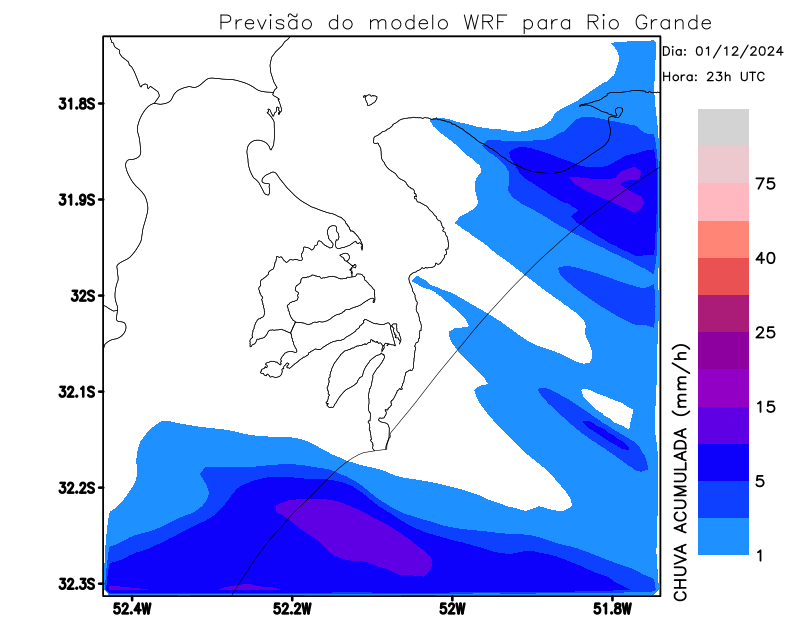 Previsão do modelo WRF para Rio Grande
Dia: 01/12/2024
Hora: 23h UTC
31.8S
31.9S
32S
32.1S
32.2S
32.3S
52.4W
52.2W
52W
51.8W
75
40
25
15
5
1
CHUVA ACUMULADA (mm/h)